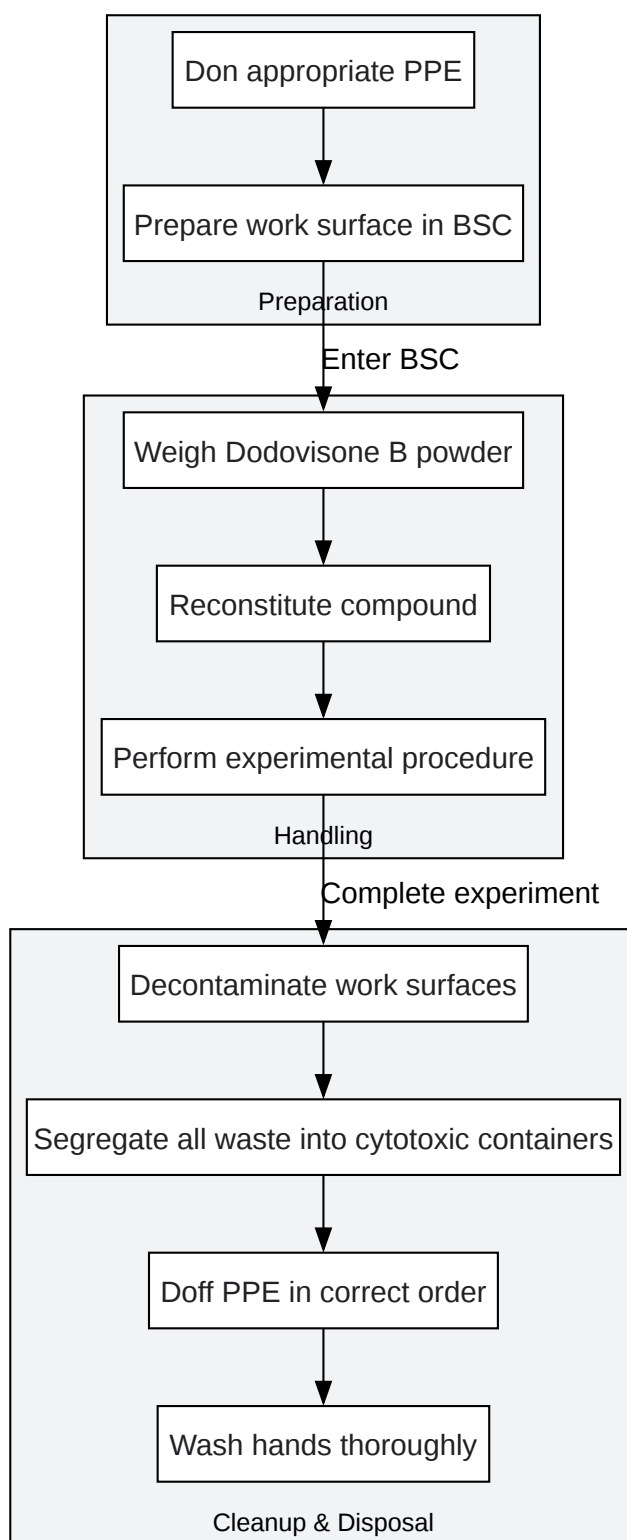 Don appropriate PPE
Prepare work surface in BSC
Preparation
Enter BSC
Weigh Dodovisone B powder
Reconstitute compound
Perform experimental procedure
Handling
Complete experiment
Decontaminate work surfaces
Segregate all waste into cytotoxic containers
Doff PPE in correct order
Wash hands thoroughly
Cleanup & Disposal